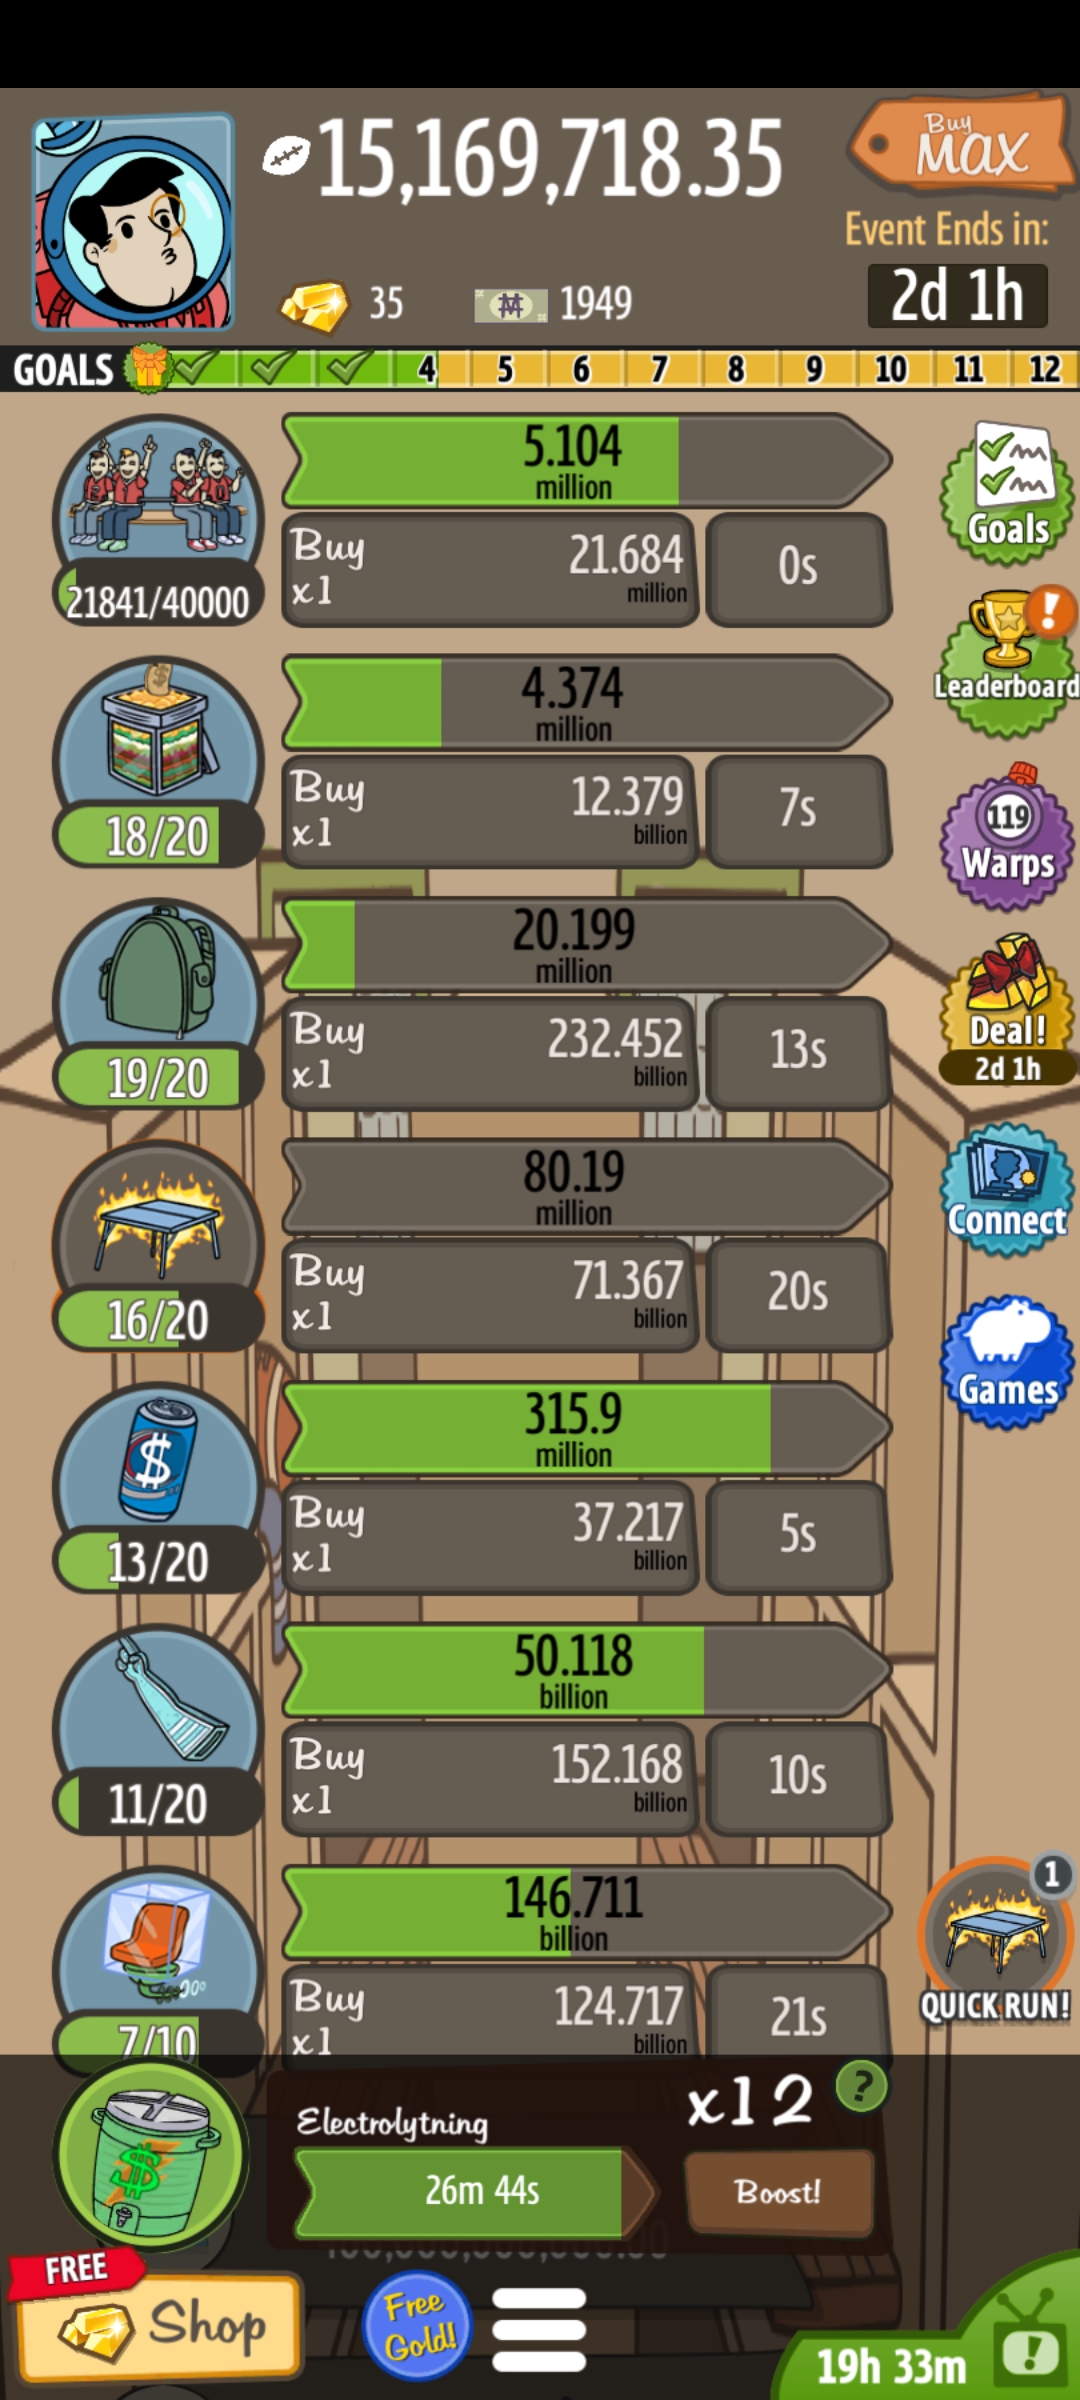 15,169,718.35
Buy
MAX
Event Ends in:
35
1949
2d 1h
GOALS 4 5 6 7 8 9 10 11 12
5.104
million
Buy
x1
21.684
million
0s
21841/40000
Goals
4.374
million
Leaderboard
Buy
x1
12.379
billion
7s
18/20
119
Warps
20.199
million
Buy
x1
232.452
billion
13s
19/20
Deal!
2d 1h
80.19
million
Connect
Buy
x1
71.367
billion
20s
16/20
315.9
million
Games
Buy
x1
37.217
billion
5s
13/20
50.118
billion
Buy
x1
152.168
billion
10s
11/20
146.711
billion
1
Buy
x1
124.717
billion
21s
QUICK RUN!
7/10
Electrolytning
x12
?
26m 44s
Boost!
FREE
Shop
Free
Gold!
19h 33m